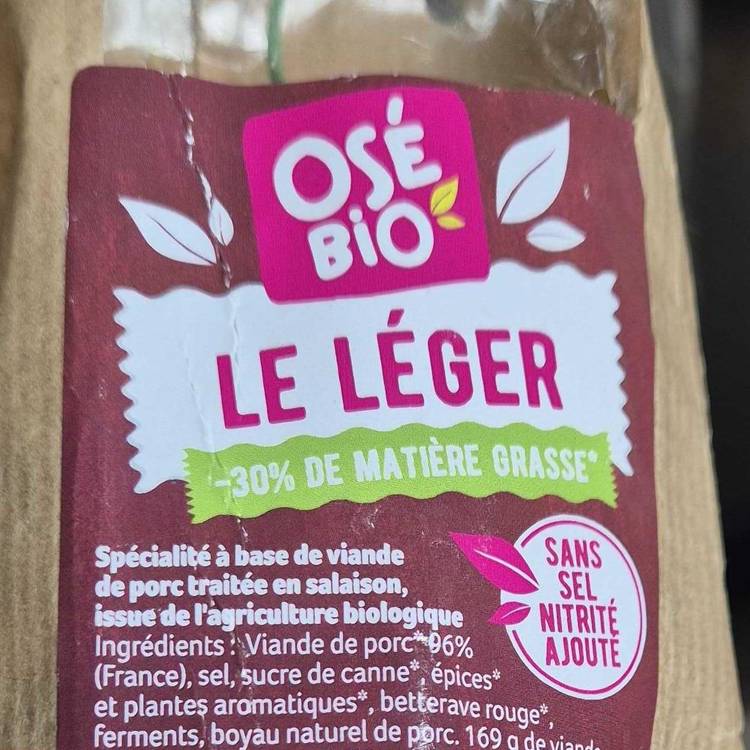 OSÉ
BiO
LE LÉGER
-30% DE MATIÈRE GRASSE*
Spécialité à base de viande
de porc traitée en salaison,
issue de l'agriculture biologique
Ingrédients : Viande de porc* 96%
(France), sel, sucre de canne*, épices*
et plantes aromatiques*, betterave rouge*,
ferments, boyau naturel de porc. 169 g de viande
SANS
SEL
NITRITÉ
AJOUTÉ